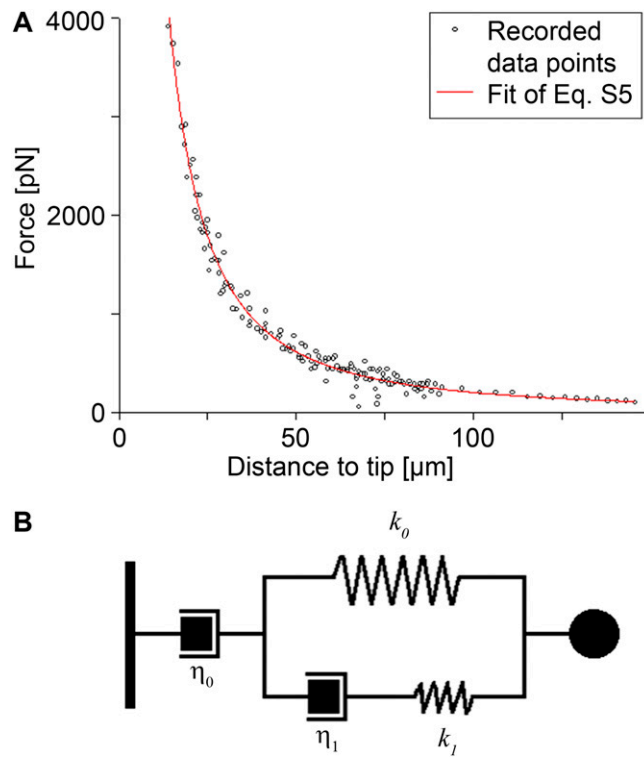 A
4000
Recorded
data points
Fit of Eq. S5
Force [pN]
2000
0
0
50
100
Distance to tip [µm]
B
k₀
η₀
η₁
k₁